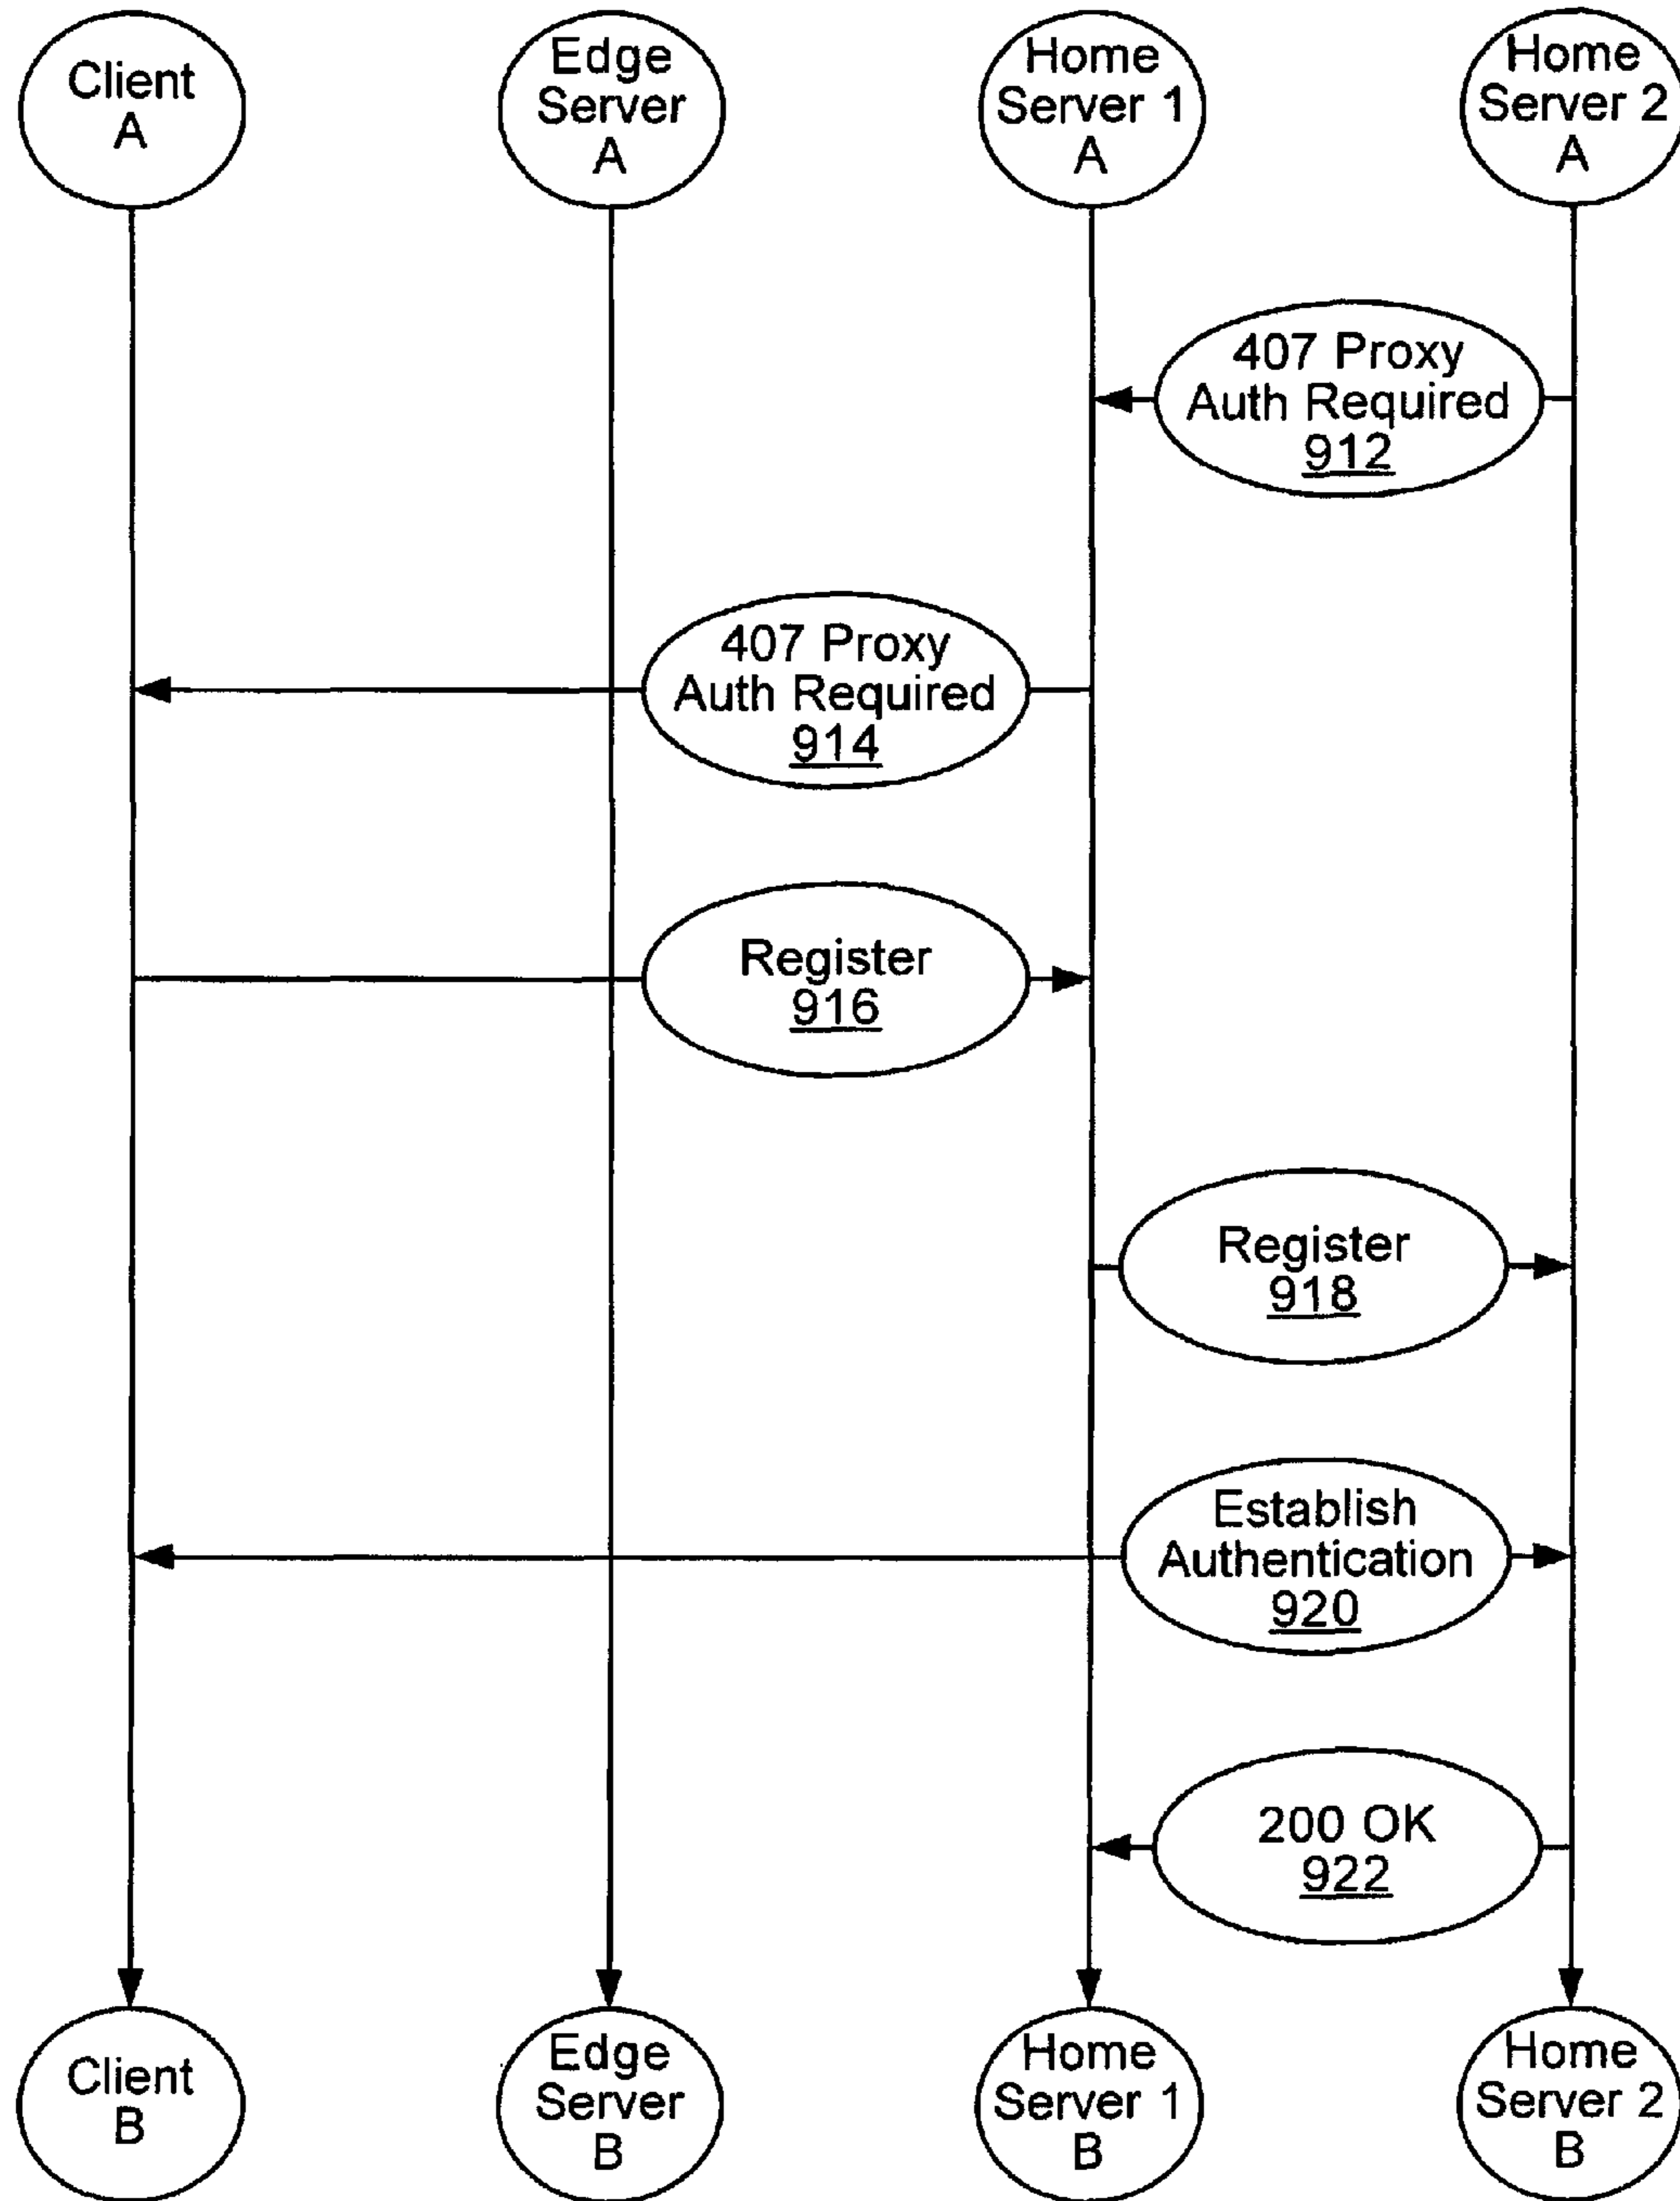 Client
A
Edge
Server
A
Home
Server 1
A
Home
Server 2
A
407 Proxy
Auth Required
912
407 Proxy
Auth Required
914
Register
916
Register
918
Establish
Authentication
920
200 OK
922
Client
B
Edge
Server
B
Home
Server 1
B
Home
Server 2
B